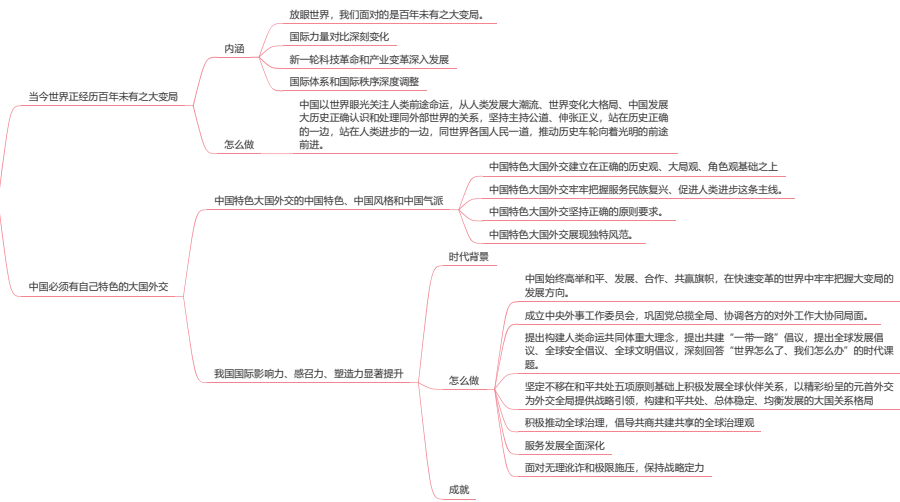 当今世界正经历百年未有之大变局
内涵
放眼世界，我们面对的是百年未有之大变局。
国际力量对比深刻变化
新一轮科技革命和产业变革深入发展
国际体系和国际秩序深度调整
怎么做
中国以世界眼光关注人类前途命运，从人类发展大潮流、世界变化大格局、中国发展
大历史正确认识和处理同外部世界的关系，坚持主持公道、伸张正义，站在历史正确
的一边，站在人类进步的一边，同世界各国人民一道，推动历史车轮向着光明的前途
前进。
中国必须有自己特色的大国外交
中国特色大国外交的中国特色、中国风格和中国气派
中国特色大国外交建立在正确的历史观、大局观、角色观基础之上
中国特色大国外交牢牢把握服务民族复兴、促进人类进步这条主线。
中国特色大国外交坚持正确的原则要求。
中国特色大国外交展现独特风范。
我国国际影响力、感召力、塑造力显著提升
时代背景
怎么做
中国始终高举和平、发展、合作、共赢旗帜，在快速变革的世界中牢牢把握大变局的
发展方向。
成立中央外事工作委员会，巩固党总揽全局、协调各方的对外工作大协同局面。
提出构建人类命运共同体重大理念，提出共建“一带一路”倡议，提出全球发展倡
议、全球安全倡议、全球文明倡议，深刻回答“世界怎么了、我们怎么办”的时代课
题。
坚定不移在和平共处五项原则基础上积极发展全球伙伴关系，以精彩纷呈的元首外交
为外交全局提供战略引领，构建和平共处、总体稳定、均衡发展的大国关系格局
积极推动全球治理，倡导共商共建共享的全球治理观
服务发展全面深化
面对无理讹诈和极限施压，保持战略定力
成就